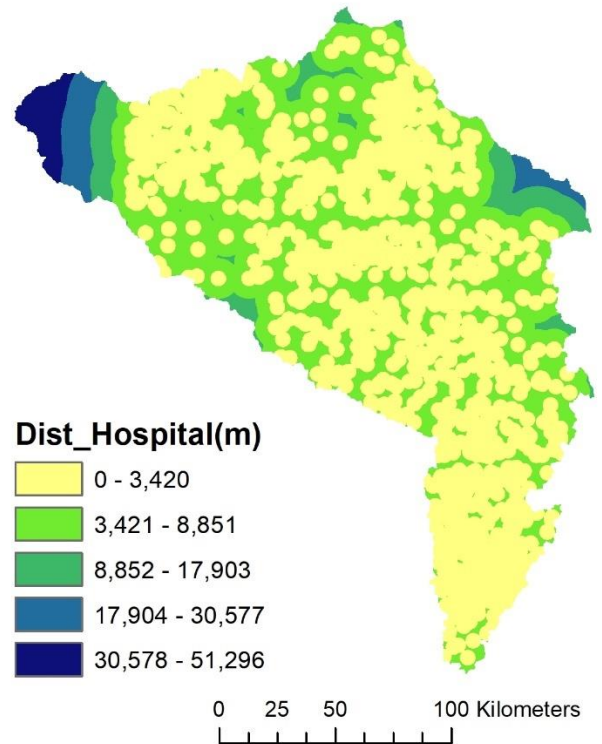 Dist_Hospital(m)
0 - 3,420
3,421 - 8,851
8,852 - 17,903
17,904 - 30,577
30,578 - 51,296
0 25 50 100 Kilometers